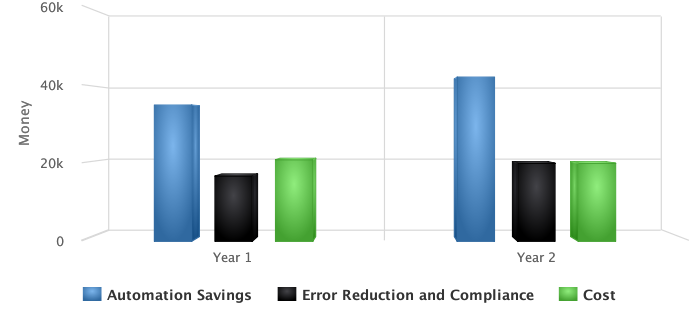 60k
40k
20k
0
Money
Year 1
Year 2
Automation Savings
Error Reduction and Compliance
Cost